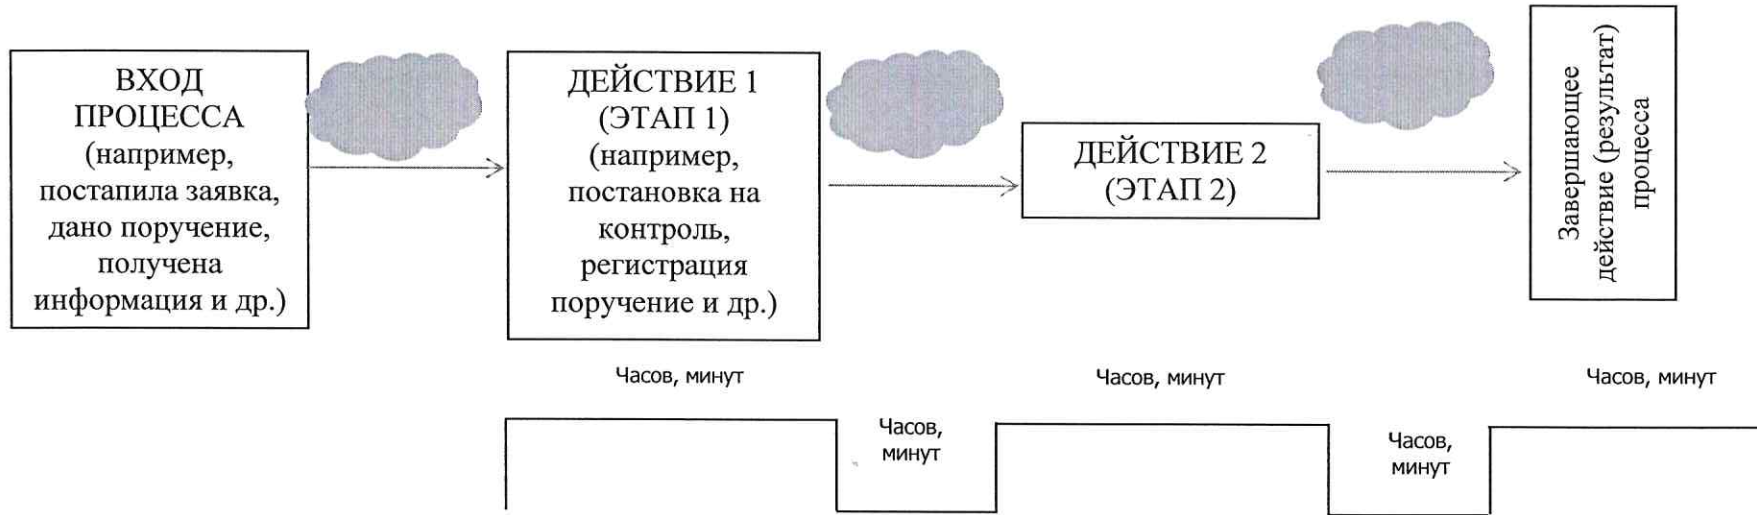 ВХОД
ПРОЦЕССА
(например,
постапила заявка,
дано поручение,
получена
информация и др.)
ДЕЙСТВИЕ 1
(ЭТАП 1)
(например,
постановка на
контроль,
регистрация
поручение и др.)
ДЕЙСТВИЕ 2
(ЭТАП 2)
Завершающее
действие (результат)
процесса
Часов, минут
Часов, минут
Часов, минут
Часов,
минут
Часов,
минут